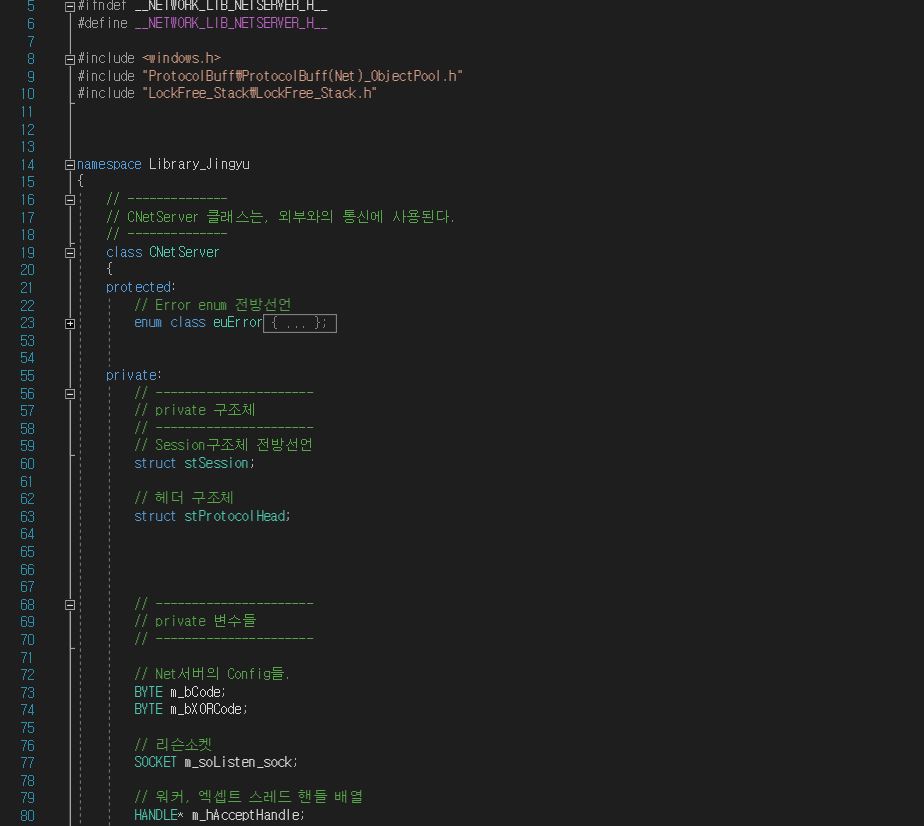 5 #ifndef __NETWORK_LIB_NETSERVER_H__
6 #define __NETWORK_LIB_NETSERVER_H__
7
8 #include <windows.h>
9 #include "ProtocolBuff₩ProtocolBuff(Net)_ObjectPool.h"
10 #include "LockFree_Stack₩LockFree_Stack.h"
11
12
13
14 namespace Library_Jingyu
15 {
16 // --------------
17 // CNetServer 클래스는, 외부와의 통신에 사용된다.
18 // --------------
19 class CNetServer
20 {
21 protected:
22 // Error enum 전방선언
23 enum class euError { ... };
53
54
55 private:
56 // ----------------------
57 // private 구조체
58 // ----------------------
59 // Session구조체 전방선언
60 struct stSession;
61
62 // 헤더 구조체
63 struct stProtocolHead;
64
65
66
67
68 // ----------------------
69 // private 변수들
70 // ----------------------
71
72 // Net서버의 Config들.
73 BYTE m_bCode;
74 BYTE m_bXORCode;
75
76 // 리슨소켓
77 SOCKET m_soListen_sock;
78
79 // 워커, 엑셉트 스레드 핸들 배열
80 HANDLE* m_hAcceptHandle;